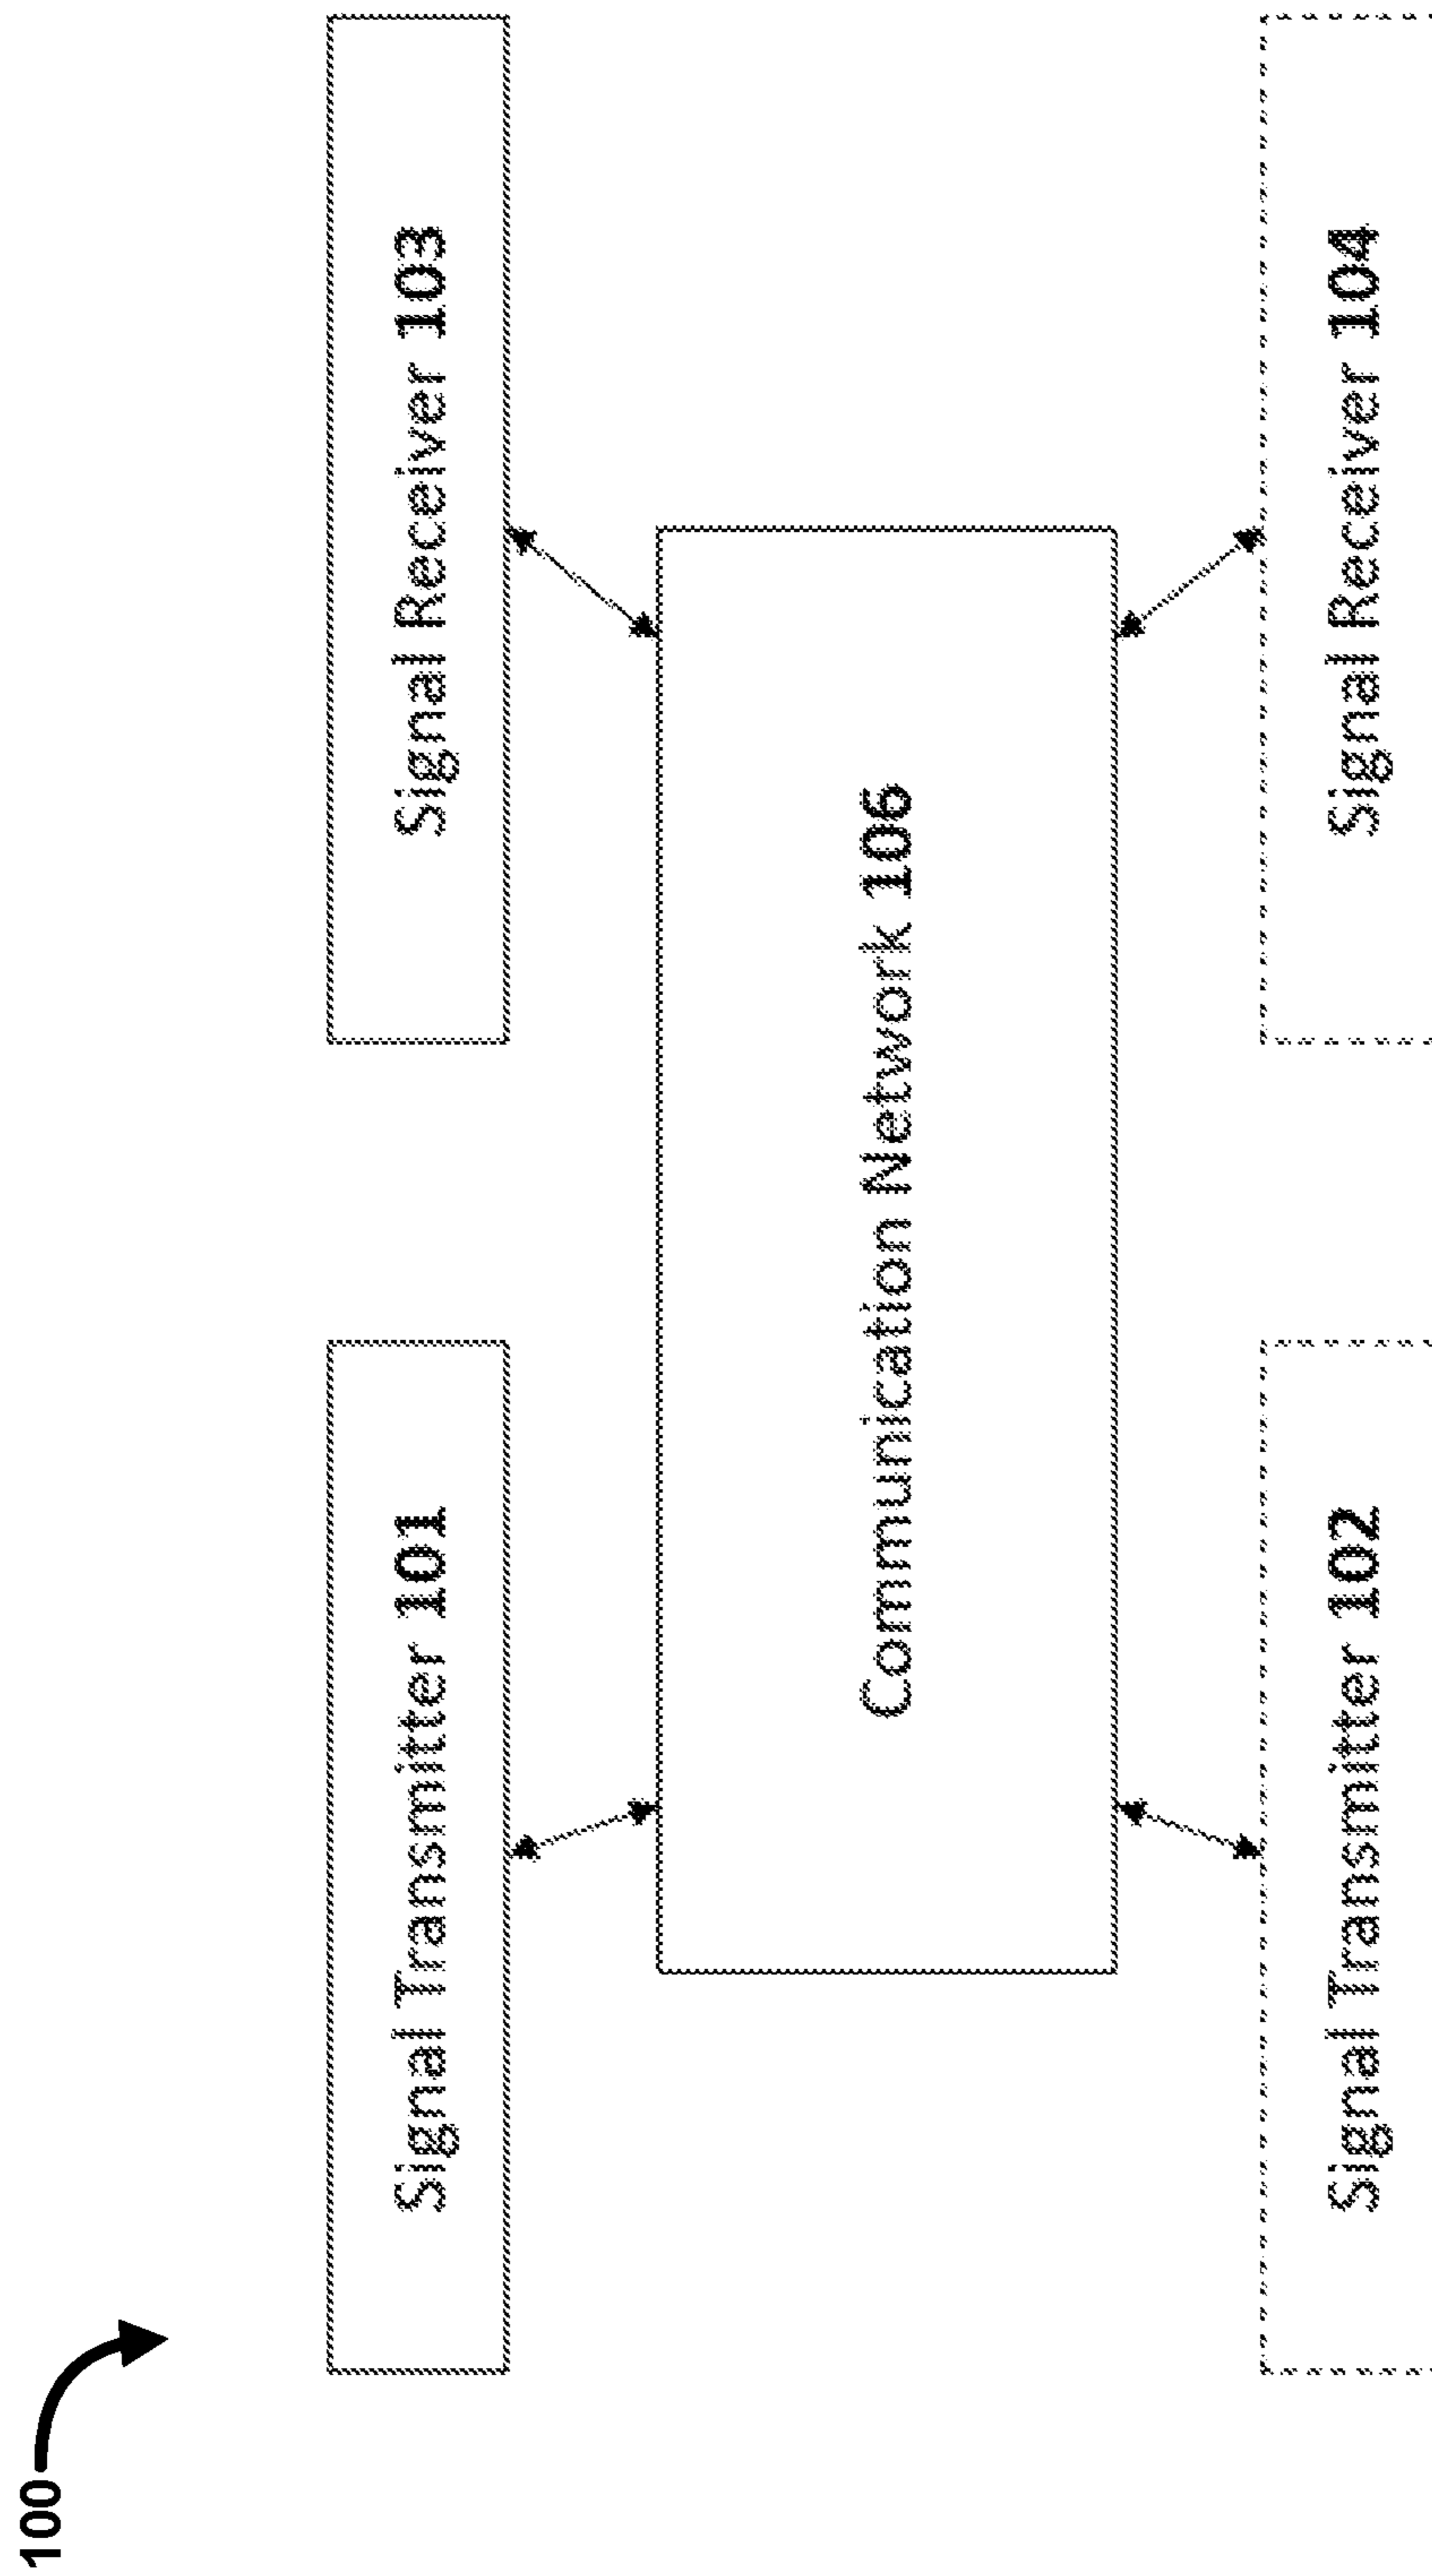 100
Signal Transmitter 101
Signal Receiver 103
Communication Network 106
Signal Transmitter 102
Signal Receiver 104